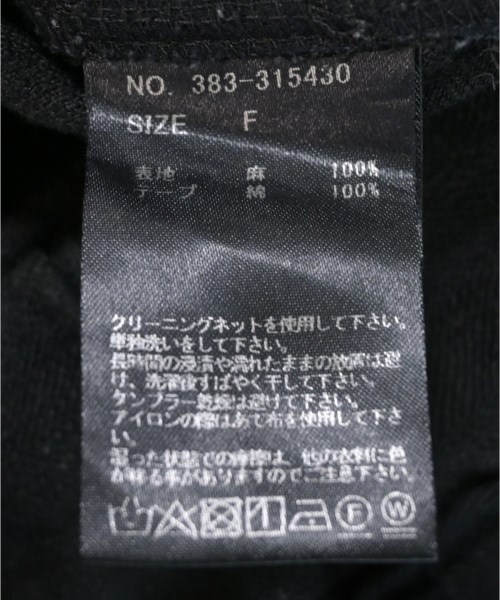 NO. 383-315430
SIZE F
表地 麻 100%
テープ 綿 100%
クリーニングネットを使用して下さい。
単独洗いをして下さい。
長時間の浸漬や濡れたままの放置は避
け、洗濯後すばやく干して下さい。
タンブラー乾燥は避けて下さい。
アイロンの際はあて布を使用して下さ
い。
湿った状態での摩擦は、他の衣料に色
が移る事がありますのでご注意下さい。
F W